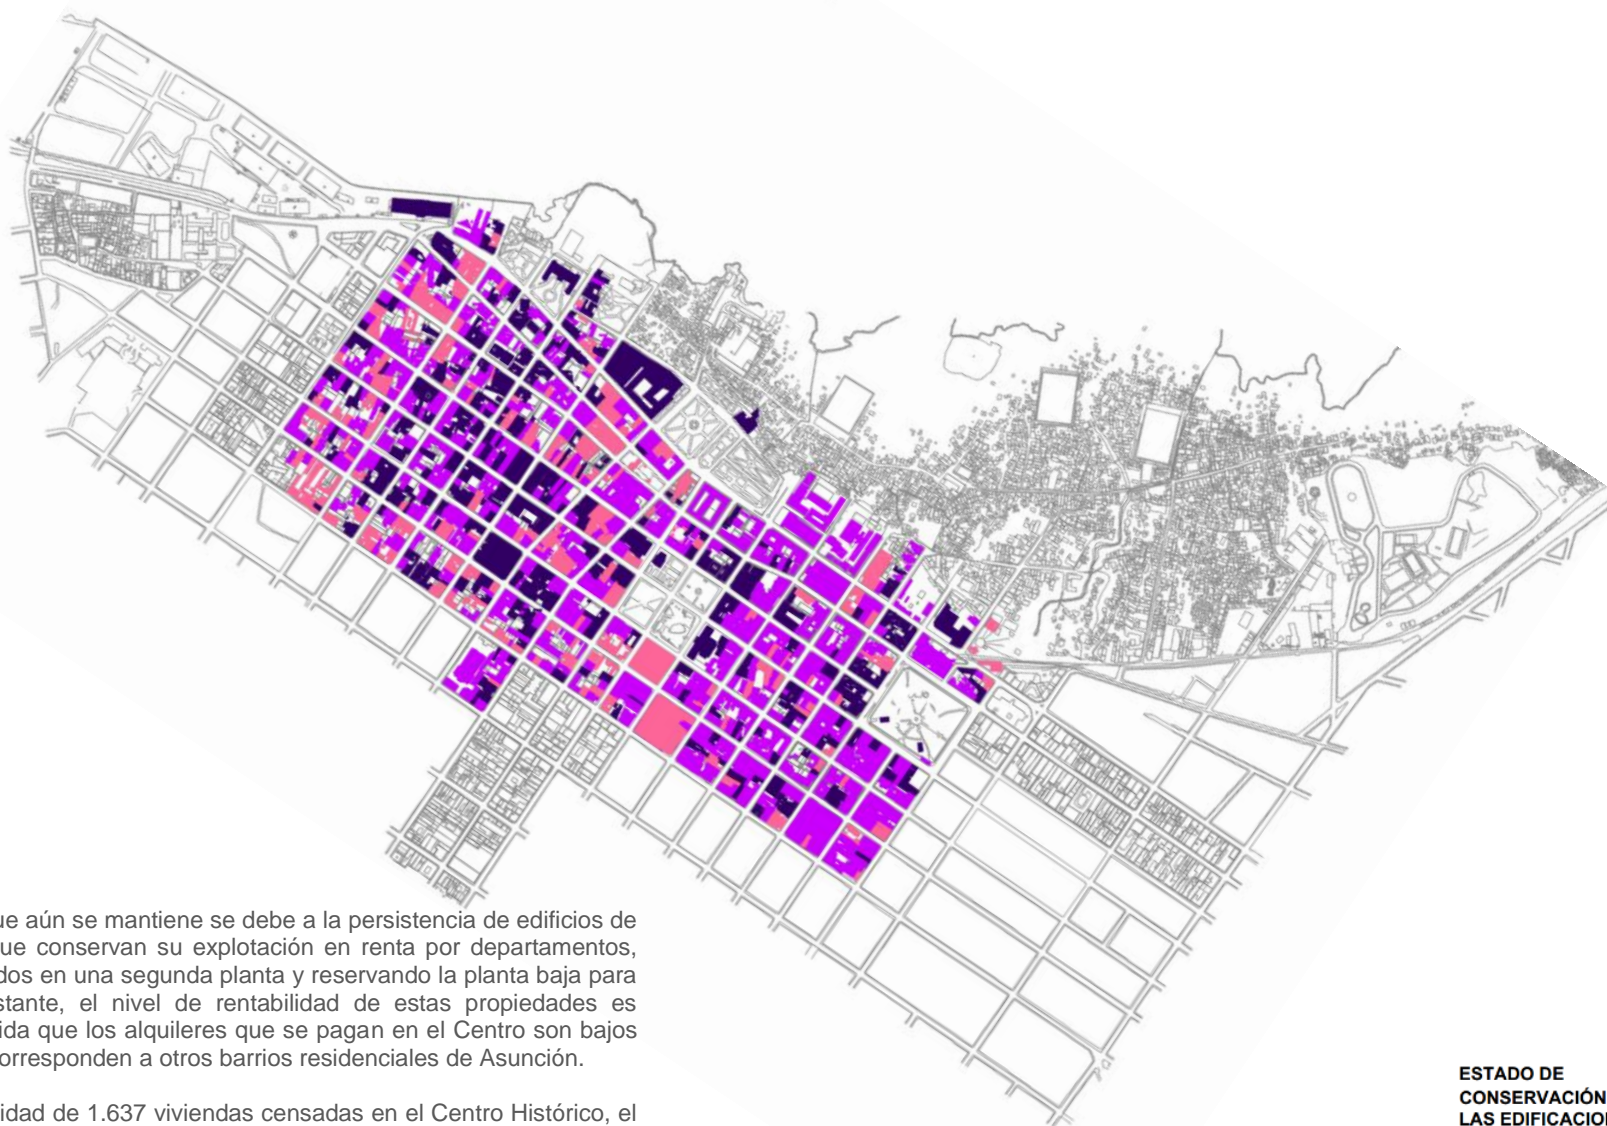 ue aún se mantiene se debe a la persistencia de edificios de
ue conservan su explotación en renta por departamentos,
dos en una segunda planta y reservando la planta baja para
stante, el nivel de rentabilidad de estas propiedades es
ida que los alquileres que se pagan en el Centro son bajos
orresponden a otros barrios residenciales de Asunción.
idad de 1.637 viviendas censadas en el Centro Histórico, el
ESTADO DE
CONSERVACIÓN
LAS EDIFICACION